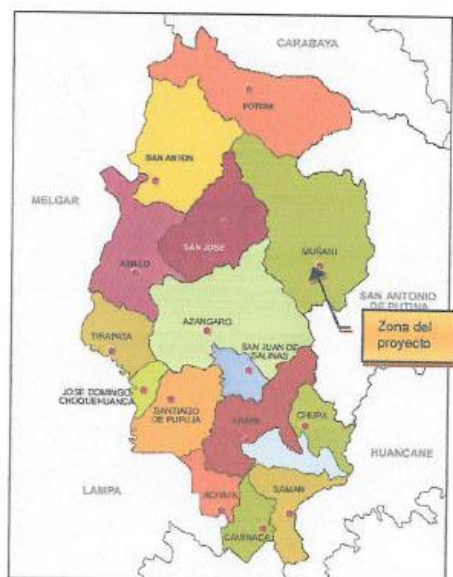 CARABAYA
POTONI
SAN ANTON
MELGAR
SAN JOSE
ASILLO
MUÑANI
SAN ANTONIO
DE PUTINA
AZANGARO
Zona del
proyecto
TIRAPATA
SAN JUAN DE
SALINAS
JOSE DOMINGO
CHOQUEHUANCA
SANTIAGO
DE PUPUJA
ARAPA
CHUPA
HUANCANE
LAMPA
ACHAYA
SAMAN
CAMINACA